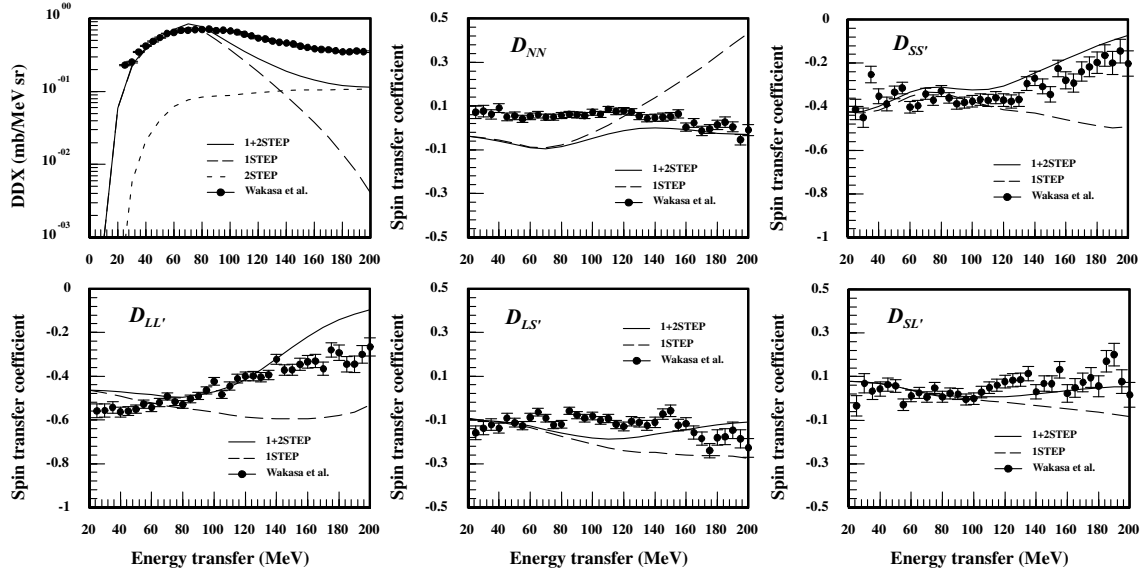 10^00
10^-01
10^-02
10^-03
DDX (mb/MeV sr)
1+2STEP
1STEP
2STEP
Wakasa et al.
0 20 40 60 80 100 120 140 160 180 200
D_NN
0.5
0.3
0.1
-0.1
-0.3
-0.5
Spin transfer coefficient
1+2STEP
1STEP
Wakasa et al.
20 40 60 80 100 120 140 160 180 200
D_SS'
0
-0.2
-0.4
-0.6
-0.8
-1
Spin transfer coefficient
1+2STEP
1STEP
Wakasa et al.
20 40 60 80 100 120 140 160 180 200
D_LL'
0
-0.2
-0.4
-0.6
-0.8
-1
Spin transfer coefficient
1+2STEP
1STEP
Wakasa et al.
20 40 60 80 100 120 140 160 180 200
Energy transfer (MeV)
D_LS'
0.5
0.3
0.1
-0.1
-0.3
-0.5
Spin transfer coefficient
1+2STEP
1STEP
Wakasa et al.
20 40 60 80 100 120 140 160 180 200
Energy transfer (MeV)
D_SL'
0.5
0.3
0.1
-0.1
-0.3
-0.5
Spin transfer coefficient
1+2STEP
1STEP
Wakasa et al.
20 40 60 80 100 120 140 160 180 200
Energy transfer (MeV)